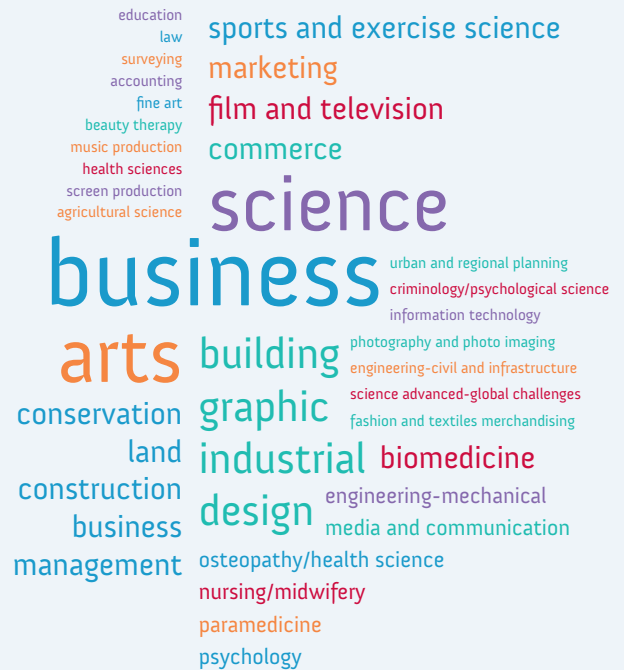 education
law
surveying
accounting
fine art
beauty therapy
music production
health sciences
screen production
agricultural science
sports and exercise science
marketing
film and television
commerce
science
business
urban and regional planning
criminology/psychological science
information technology
arts
building
graphic
industrial
design
photography and photo imaging
engineering-civil and infrastructure
science advanced-global challenges
fashion and textiles merchandising
conservation
land
construction
business
management
biomedicine
engineering-mechanical
media and communication
osteopathy/health science
nursing/midwifery
paramedicine
psychology